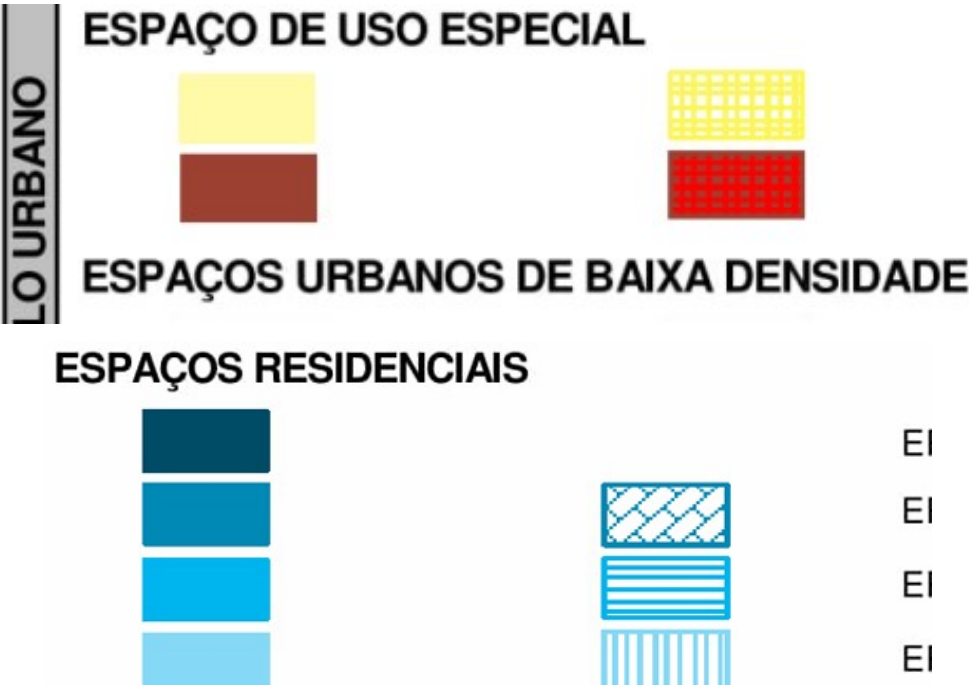 ESPAÇO DE USO ESPECIAL
LO URBANO
ESPAÇOS URBANOS DE BAIXA DENSIDADE
ESPAÇOS RESIDENCIAIS